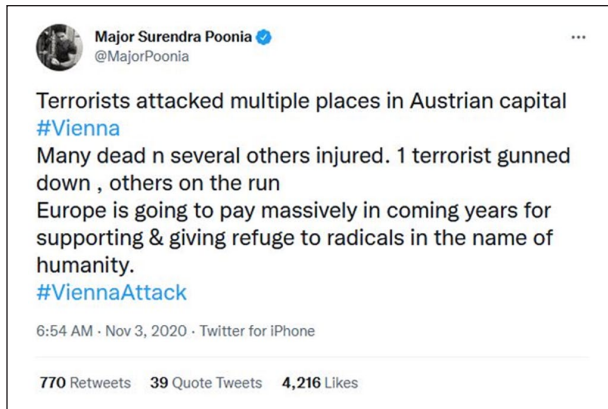 Major Surendra Poonia
@MajorPoonia
Terrorists attacked multiple places in Austrian capital
#Vienna
Many dead n several others injured. 1 terrorist gunned
down , others on the run
Europe is going to pay massively in coming years for
supporting & giving refuge to radicals in the name of
humanity.
#ViennaAttack
6:54 AM · Nov 3, 2020 · Twitter for iPhone
770 Retweets 39 Quote Tweets 4,216 Likes